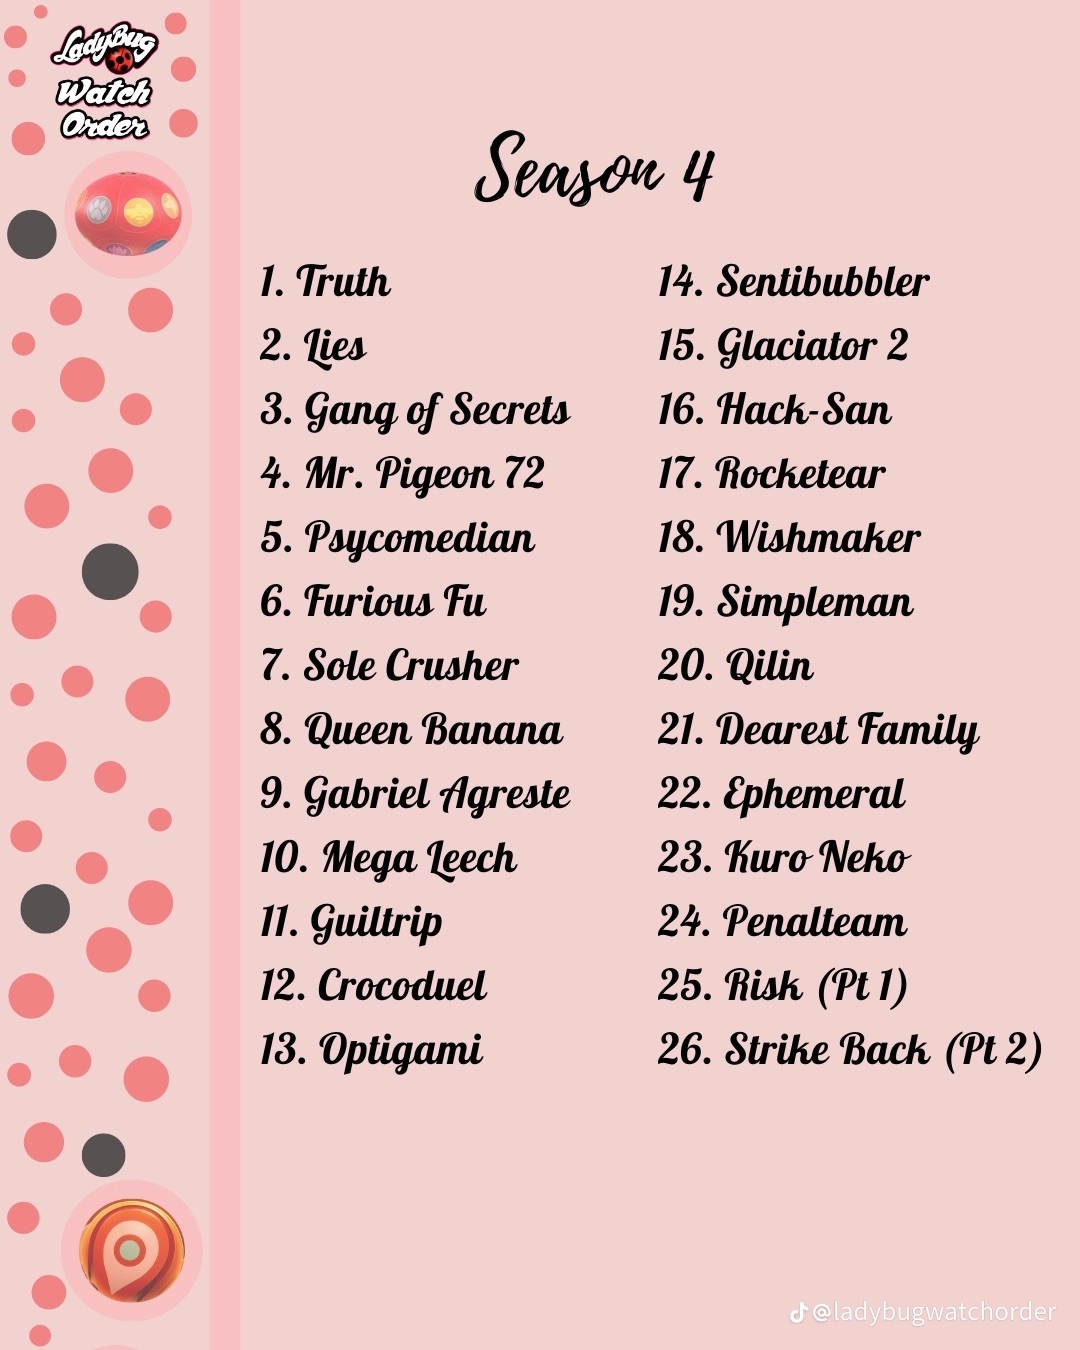 LadyBug
Watch
Order
Season 4
1. Truth
2. Lies
3. Gang of Secrets
4. Mr. Pigeon 72
5. Psycomedian
6. Furious Fu
7. Sole Crusher
8. Queen Banana
9. Gabriel Agreste
10. Mega Leech
11. Guiltrip
12. Crocoduel
13. Optigami
14. Sentibubbler
15. Glaciator 2
16. Hack-San
17. Rocketear
18. Wishmaker
19. Simpleman
20. Qilin
21. Dearest Family
22. Ephemeral
23. Kuro Neko
24. Penalteam
25. Risk (Pt 1)
26. Strike Back (Pt 2)
@ladybugwatchorder